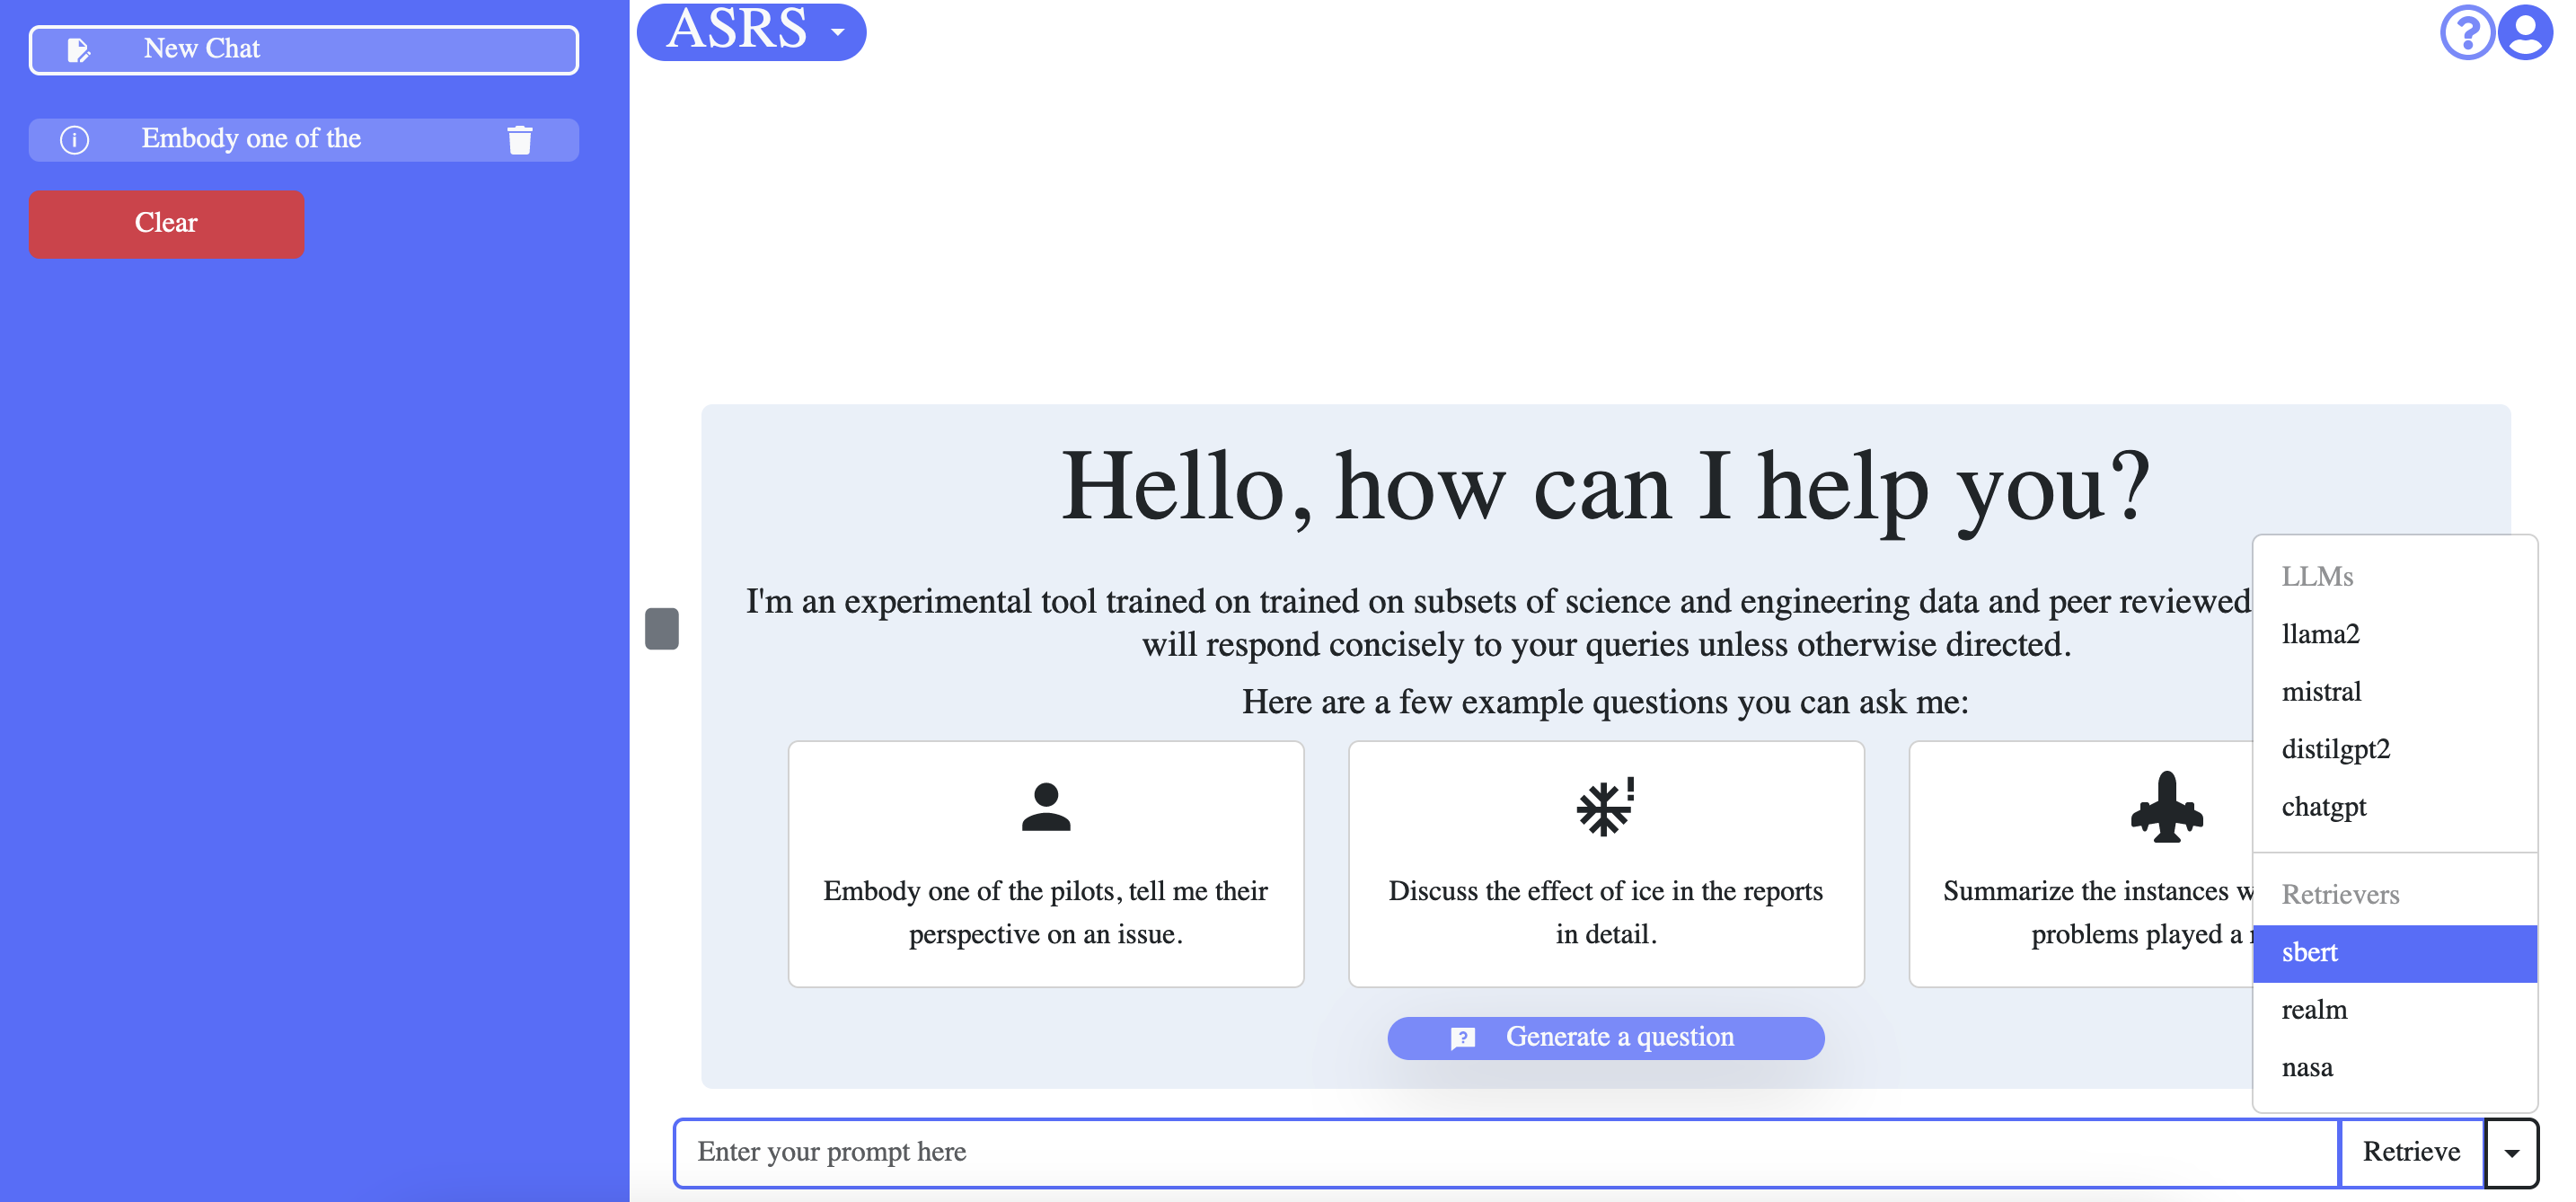 New Chat
Embody one of the
Clear
ASRS
Hello, how can I help you?
I'm an experimental tool trained on trained on subsets of science and engineering data and peer reviewed
will respond concisely to your queries unless otherwise directed.
Here are a few example questions you can ask me:
Embody one of the pilots, tell me their
perspective on an issue.
Discuss the effect of ice in the reports
in detail.
Summarize the instances
problems played a
Generate a question
LLMs
llama2
mistral
distilgpt2
chatgpt
Retrievers
sbert
realm
nasa
Enter your prompt here
Retrieve